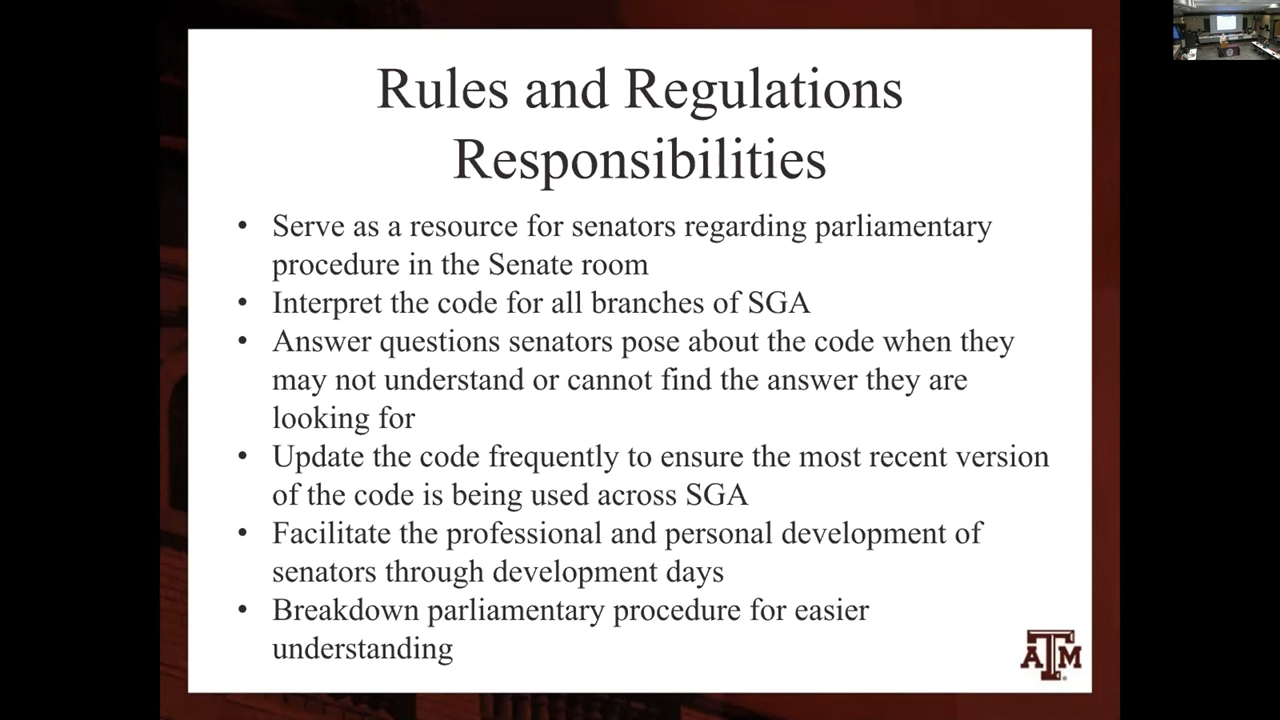 Rules and Regulations
Responsibilities
• Serve as a resource for senators regarding parliamentary
procedure in the Senate room
• Interpret the code for all branches of SGA
• Answer questions senators pose about the code when they
may not understand or cannot find the answer they are
looking for
• Update the code frequently to ensure the most recent version
of the code is being used across SGA
• Facilitate the professional and personal development of
senators through development days
• Breakdown parliamentary procedure for easier
understanding
ATM